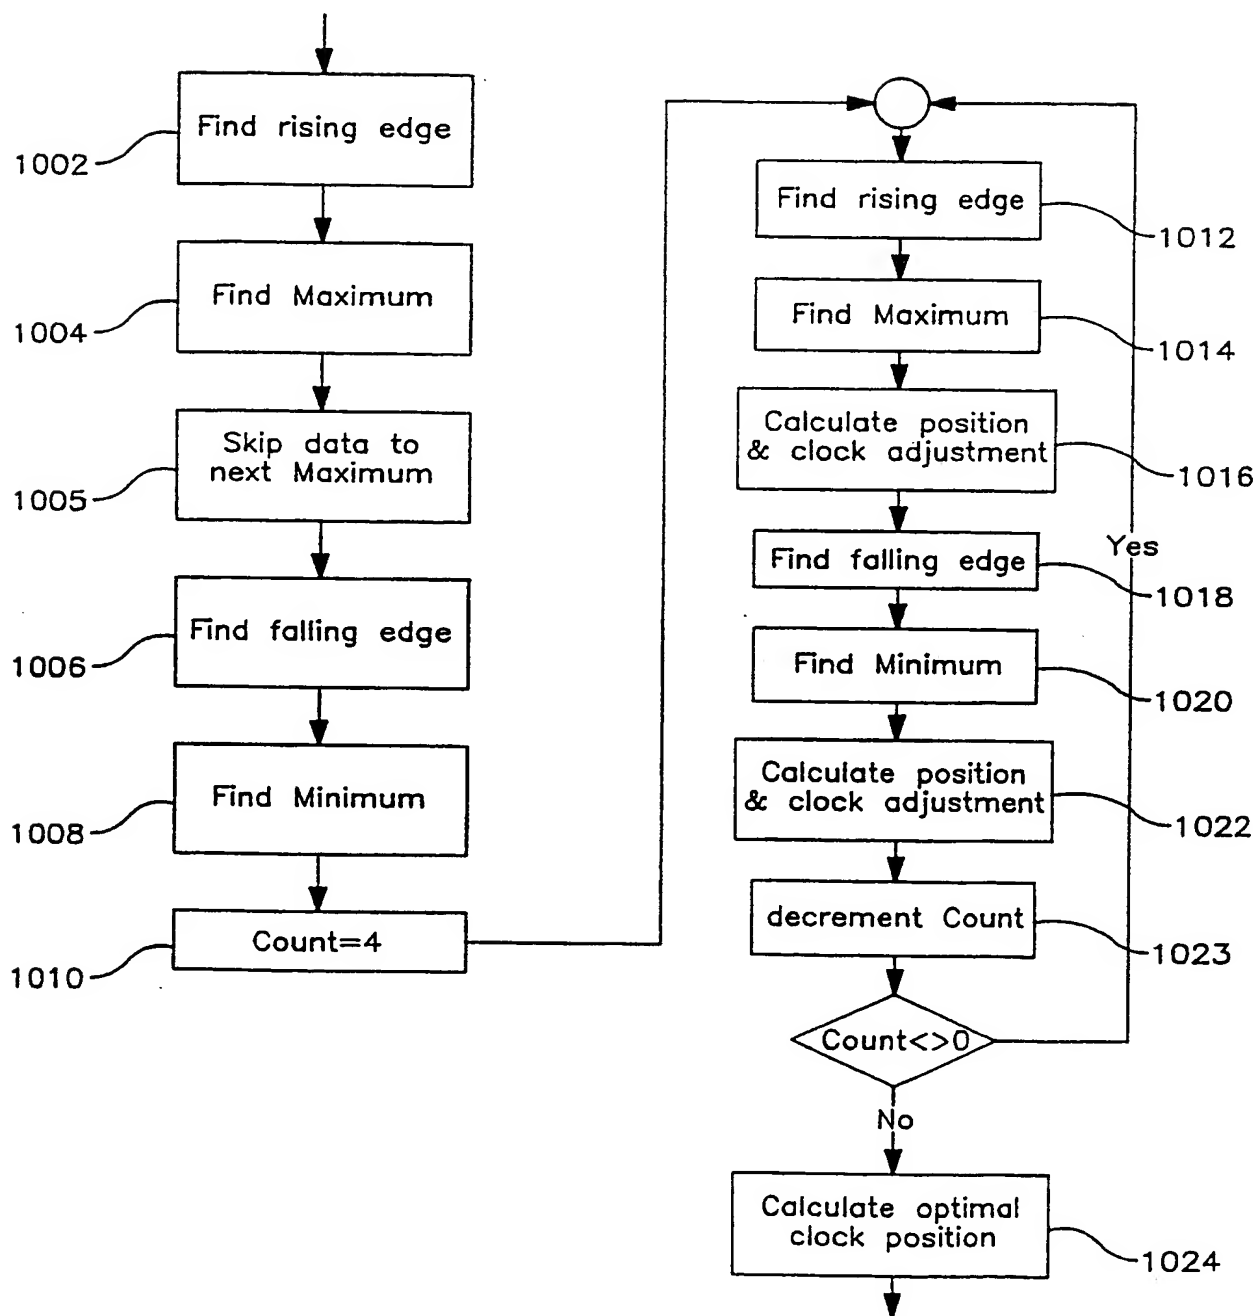 Find rising edge
1002
Find Maximum
1004
Skip data to
next Maximum
1005
Find falling edge
1006
Find Minimum
1008
Count=4
1010
Find rising edge
1012
Find Maximum
1014
Calculate position
& clock adjustment
1016
Find falling edge
1018
Yes
Find Minimum
1020
Calculate position
& clock adjustment
1022
decrement Count
1023
Count<>0
No
Calculate optimal
clock position
1024